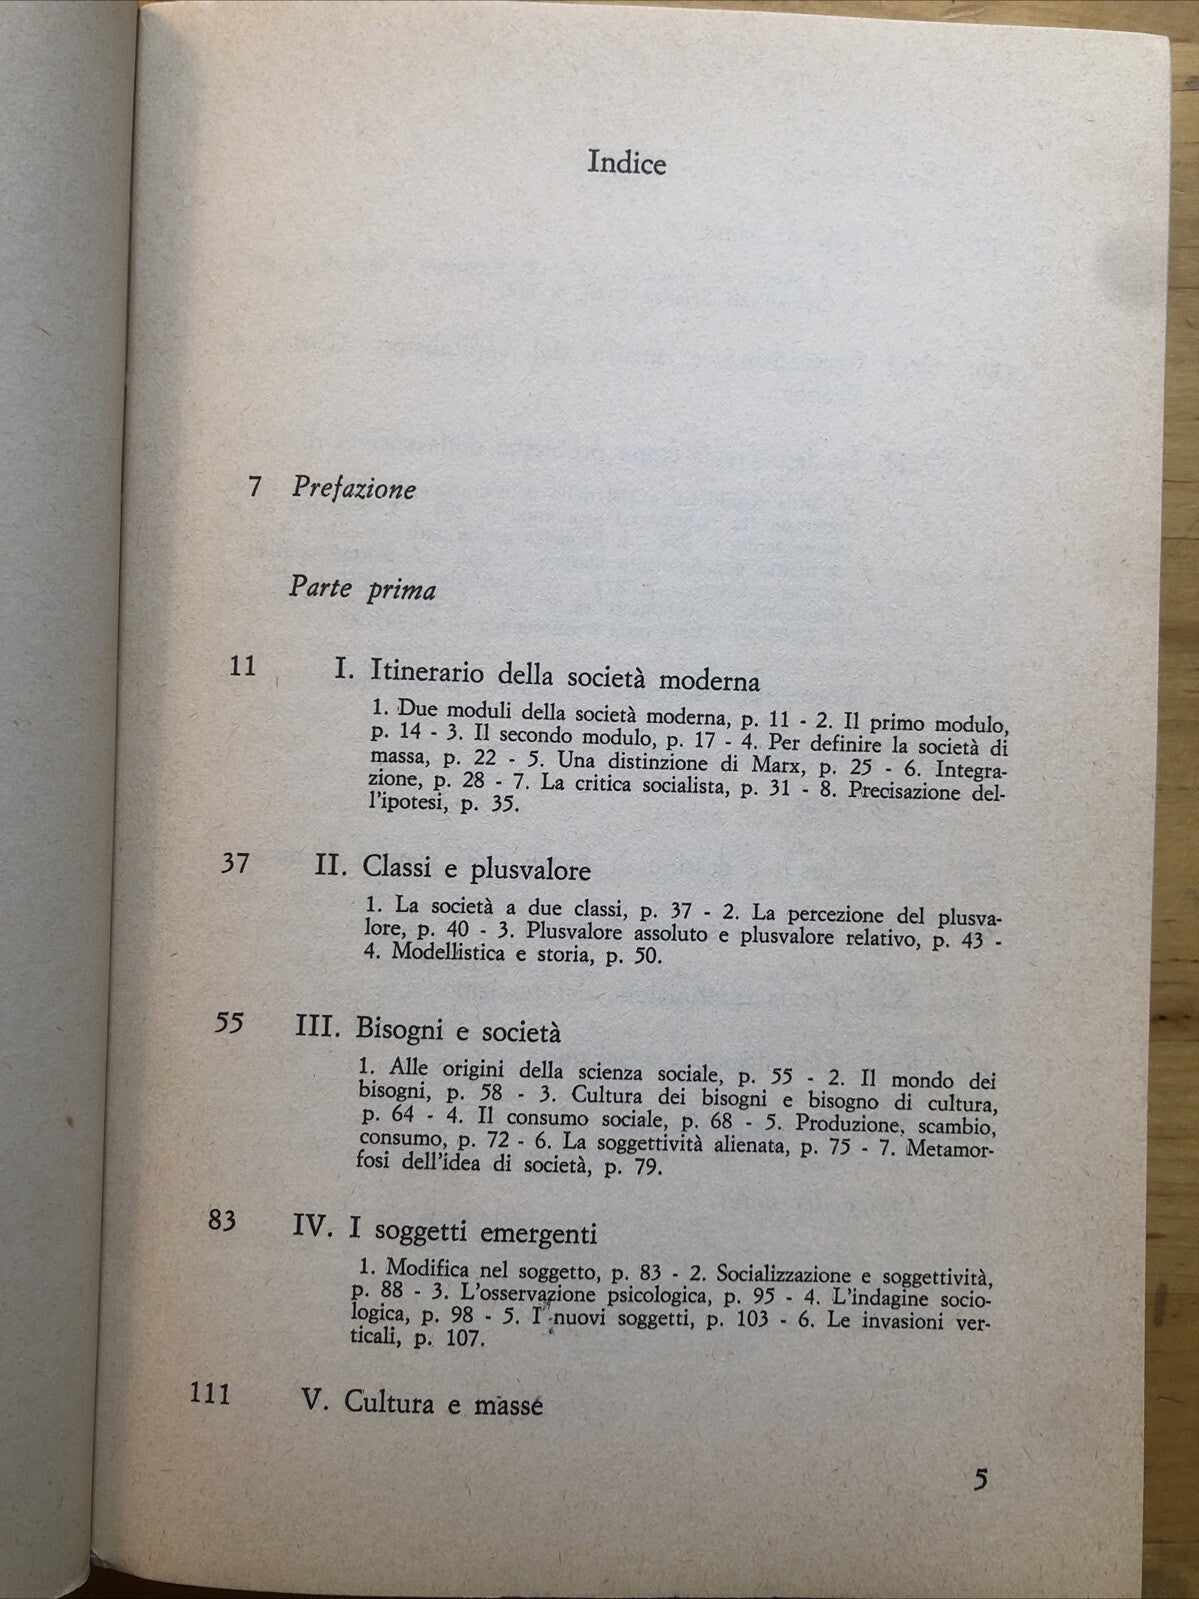 Indice
7 Prefazione
Parte prima
11 I. Itinerario della società moderna
1. Due moduli della società moderna, p. 11 - 2. Il primo modulo,
p. 14 - 3. Il secondo modulo, p. 17 - 4. Per definire la società di
massa, p. 22 - 5. Una distinzione di Marx, p. 25 - 6. Integra-
zione, p. 28 - 7. La critica socialista, p. 31 - 8. Precisazione del-
l'ipotesi, p. 35.
37 II. Classi e plusvalore
1. La società a due classi, p. 37 - 2. La percezione del plusva-
lore, p. 40 - 3. Plusvalore assoluto e plusvalore relativo, p. 43 -
4. Modellistica e storia, p. 50.
55 III. Bisogni e società
1. Alle origini della scienza sociale, p. 55 - 2. Il mondo dei
bisogni, p. 58 - 3. Cultura dei bisogni e bisogno di cultura,
p. 64 - 4. Il consumo sociale, p. 68 - 5. Produzione, scambio,
consumo, p. 72 - 6. La soggettività alienata, p. 75 - 7. Metamor-
fosi dell'idea di società, p. 79.
83 IV. I soggetti emergenti
1. Modifica nel soggetto, p. 83 - 2. Socializzazione e soggettività,
p. 88 - 3. L'osservazione psicologica, p. 95 - 4. L'indagine socio-
logica, p. 98 - 5. I nuovi soggetti, p. 103 - 6. Le invasioni ver-
ticali, p. 107.
111 V. Cultura e masse
5